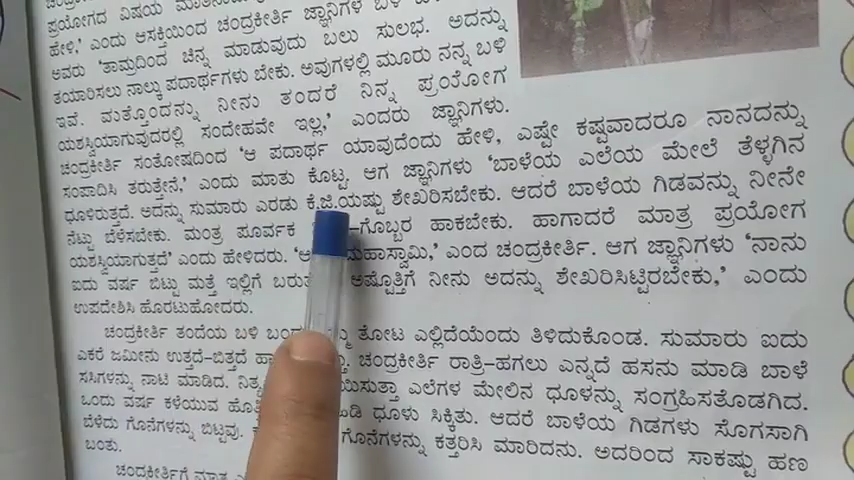 ಪ್ರಯೋಗದ ವಿಷಯ
ಹೇಳಿ,' ಎಂದು ಆಸಕ್ತಿಯಿಂದ ಚಂದ್ರಕೀರ್ತಿ ಜ್ಞಾನಿಗಳ ಬಳಿ
ಅವರು 'ತಾಮ್ರದಿಂದ ಚಿನ್ನ ಮಾಡುವುದು ಬಲು ಸುಲಭ. ಅದನ್ನು
ತಯಾರಿಸಲು ನಾಲ್ಕು ಪದಾರ್ಥಗಳು ಬೇಕು. ಅವುಗಳಲ್ಲಿ ಮೂರು ನನ್ನ ಬಳಿ
ಇವೆ. ಮತ್ತೊಂದನ್ನು ನೀನು ತಂದರೆ ನಿನ್ನ ಪ್ರಯೋಗ
ಯಶಸ್ವಿಯಾಗುವುದರಲ್ಲಿ ಸಂದೇಹವೇ ಇಲ್ಲ,' ಎಂದರು ಜ್ಞಾನಿಗಳು.
ಚಂದ್ರಕೀರ್ತಿ ಸಂತೋಷದಿಂದ 'ಆ ಪದಾರ್ಥ ಯಾವುದೆಂದು ಹೇಳಿ, ಎಷ್ಟೇ ಕಷ್ಟವಾದರೂ ನಾನದನ್ನು
ಸಂಪಾದಿಸಿ ತರುತ್ತೇನೆ,' ಎಂದು ಮಾತು ಕೊಟ್ಟ. ಆಗ ಜ್ಞಾನಿಗಳು 'ಬಾಳೆಯ ಎಲೆಯ ಮೇಲೆ ತೆಳ್ಳಗಿನ
ಧೂಳಿರುತ್ತದೆ. ಅದನ್ನು ಸುಮಾರು ಎರಡು ಕೆ.ಜಿ.ಯಷ್ಟು ಶೇಖರಿಸಬೇಕು. ಆದರೆ ಬಾಳೆಯ ಗಿಡವನ್ನು ನೀನೇ
ನೆಟ್ಟು ಬೆಳೆಸಬೇಕು. ಮಂತ್ರ ಪೂರ್ವಕ –ಗೊಬ್ಬರ ಹಾಕಬೇಕು. ಹಾಗಾದರೆ ಮಾತ್ರ ಪ್ರಯೋಗ
ಯಶಸ್ವಿಯಾಗುತ್ತದೆ' ಎಂದು ಹೇಳಿದರು. ಮಹಾಸ್ವಾಮಿ,' ಎಂದ ಚಂದ್ರಕೀರ್ತಿ. ಆಗ ಜ್ಞಾನಿಗಳು 'ನಾನು
ಐದು ವರ್ಷ ಬಿಟ್ಟು ಮತ್ತೆ ಇಲ್ಲಿಗೆ ಅಷ್ಟೊತ್ತಿಗೆ ನೀನು ಅದನ್ನು ಶೇಖರಿಸಿಟ್ಟಿರಬೇಕು,' ಎಂದು
ಉಪದೇಶಿಸಿ ಹೊರಟುಹೋದರು.
ಚಂದ್ರಕೀರ್ತಿ ತಂದೆಯ ಬಳಿ ತೋಟ ಎಲ್ಲಿದೆಯೆಂದು ತಿಳಿದುಕೊಂಡ. ಸುಮಾರು ಐದು
ಎಕರೆ ಜಮೀನು ಉತ್ತದೆ–ಬಿತ್ತದೆ ಚಂದ್ರಕೀರ್ತಿ ರಾತ್ರಿ–ಹಗಲು ಎನ್ನದೆ ಹಸನು ಮಾಡಿ ಬಾಳೆ
ಸಸಿಗಳನ್ನು ನಾಟಿ ಮಾಡಿದ. ಎಲೆಗಳ ಮೇಲಿನ ಧೂಳನ್ನು ಸಂಗ್ರಹಿಸತೊಡಗಿದ.
ಒಂದು ವರ್ಷ ಕಳೆಯುವ ಧೂಳು ಸಿಕ್ಕಿತು. ಆದರೆ ಬಾಳೆಯ ಗಿಡಗಳು ಸೊಗಸಾಗಿ
ಬೆಳೆದು ಗೊನೆಗಳನ್ನು ಬಿಟ್ಟವು. ಗೊನೆಗಳನ್ನು ಕತ್ತರಿಸಿ ಮಾರಿದನು. ಅದರಿಂದ ಸಾಕಷ್ಟು ಹಣ
ಬಂತು.
ಚಂದ್ರಕೀರ್ತಿಗೆ